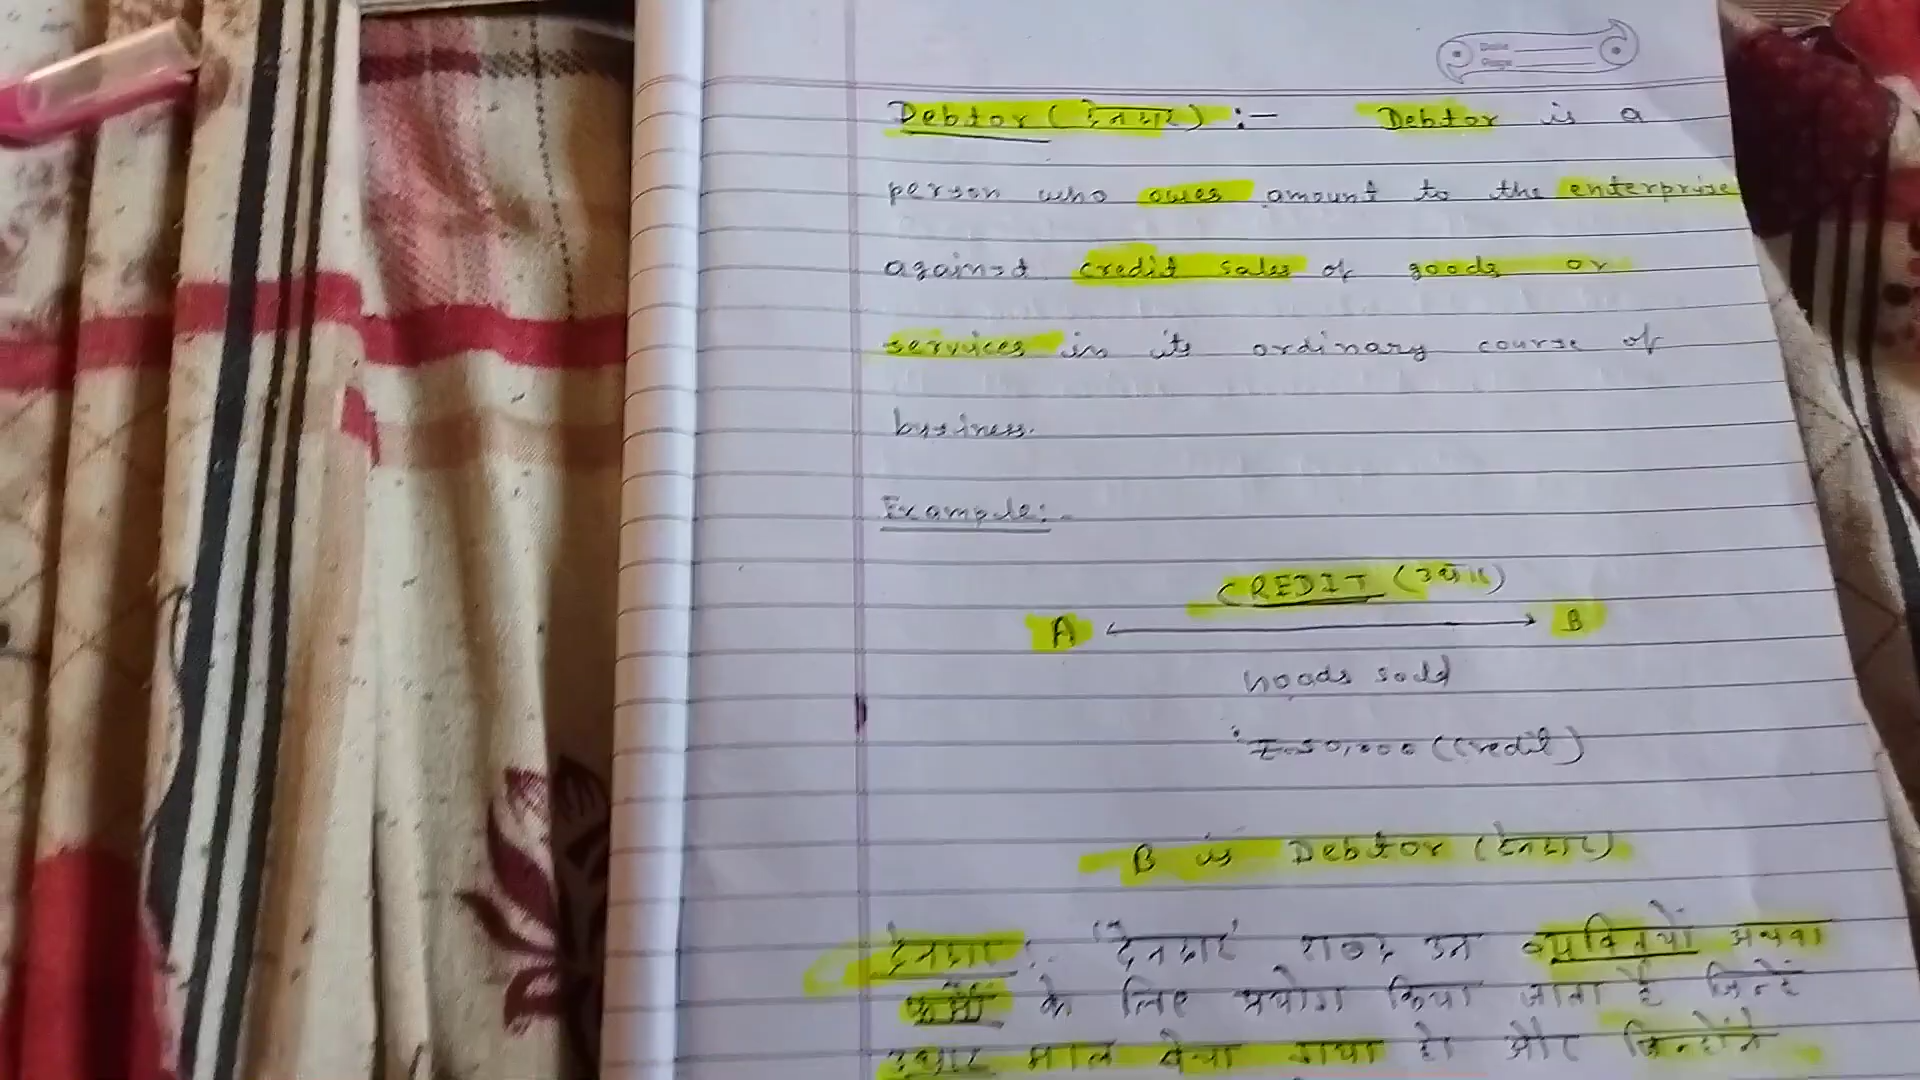 Date
Page
Debtor (देनदार) :- Debtor is a
person who owes amount to the enterprise
against credit sales of goods or
services in its ordinary course of
business.
Example:-
CREDIT (उधार)
A B
Goods sold
₹50,000 (Credit)
B is Debtor (देनदार)
देनदार :- 'देनदार' शब्द उन व्यक्तियों अथवा
फर्मों के लिए प्रयोग किया जाता है जिन्हें
उधार माल बेचा गया हो और जिन्होंने